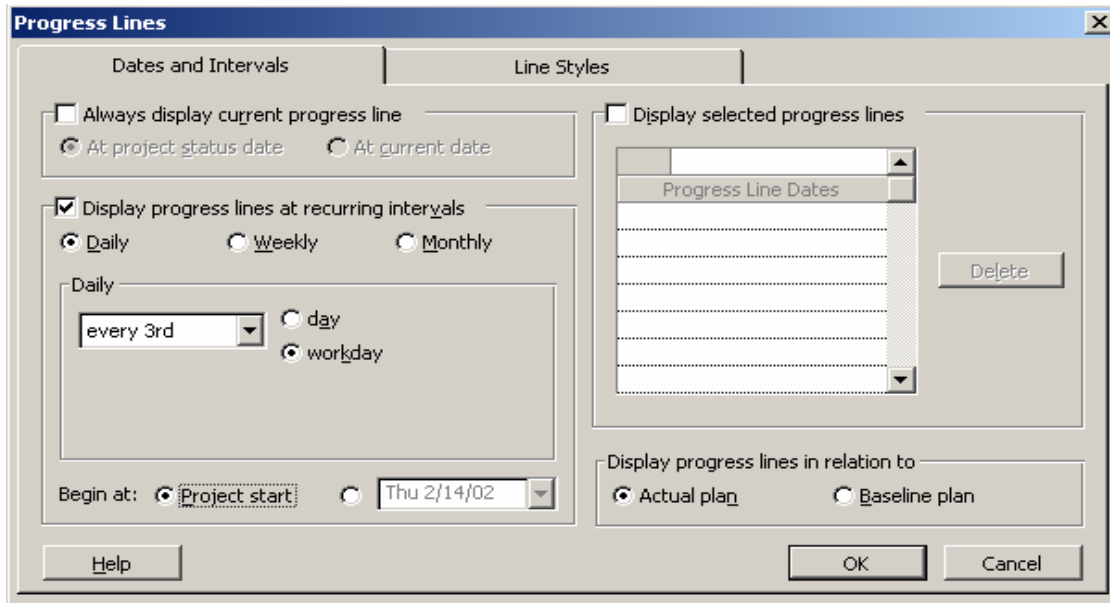 Progress Lines
Dates and Intervals
Line Styles
Always display current progress line
At project status date
At current date
Display progress lines at recurring intervals
Daily
Weekly
Monthly
Daily
every 3rd
day
workday
Begin at:
Project start
Thu 2/14/02
Display selected progress lines
Progress Line Dates
Delete
Display progress lines in relation to
Actual plan
Baseline plan
Help
OK
Cancel